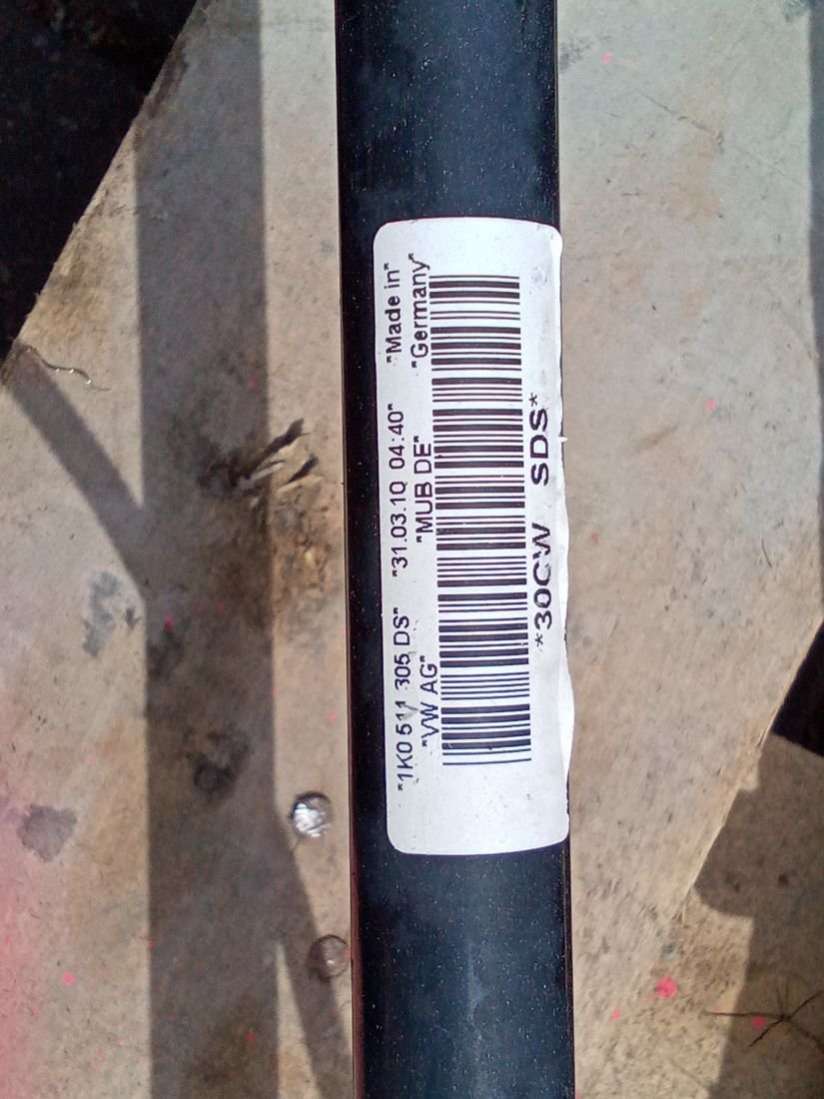 "1K0 511 305 DS" "31.03.10 04:40" "Made in"
"VW AG" "MUB DE" "Germany"
*30CW SDS*